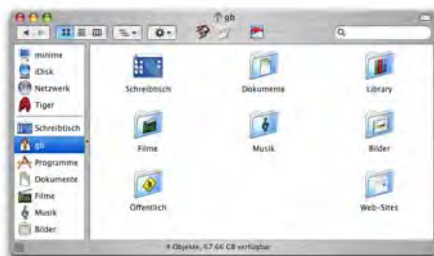 gb
minime
iDisk
Netzwerk
Tiger
Schreibtisch
gb
Programme
Dokumente
Filme
Musik
Bilder
Schreibtisch
Dokumente
Library
Filme
Musik
Bilder
Öffentlich
Web-Sites
Objekte, 67,66 GB verfügbar